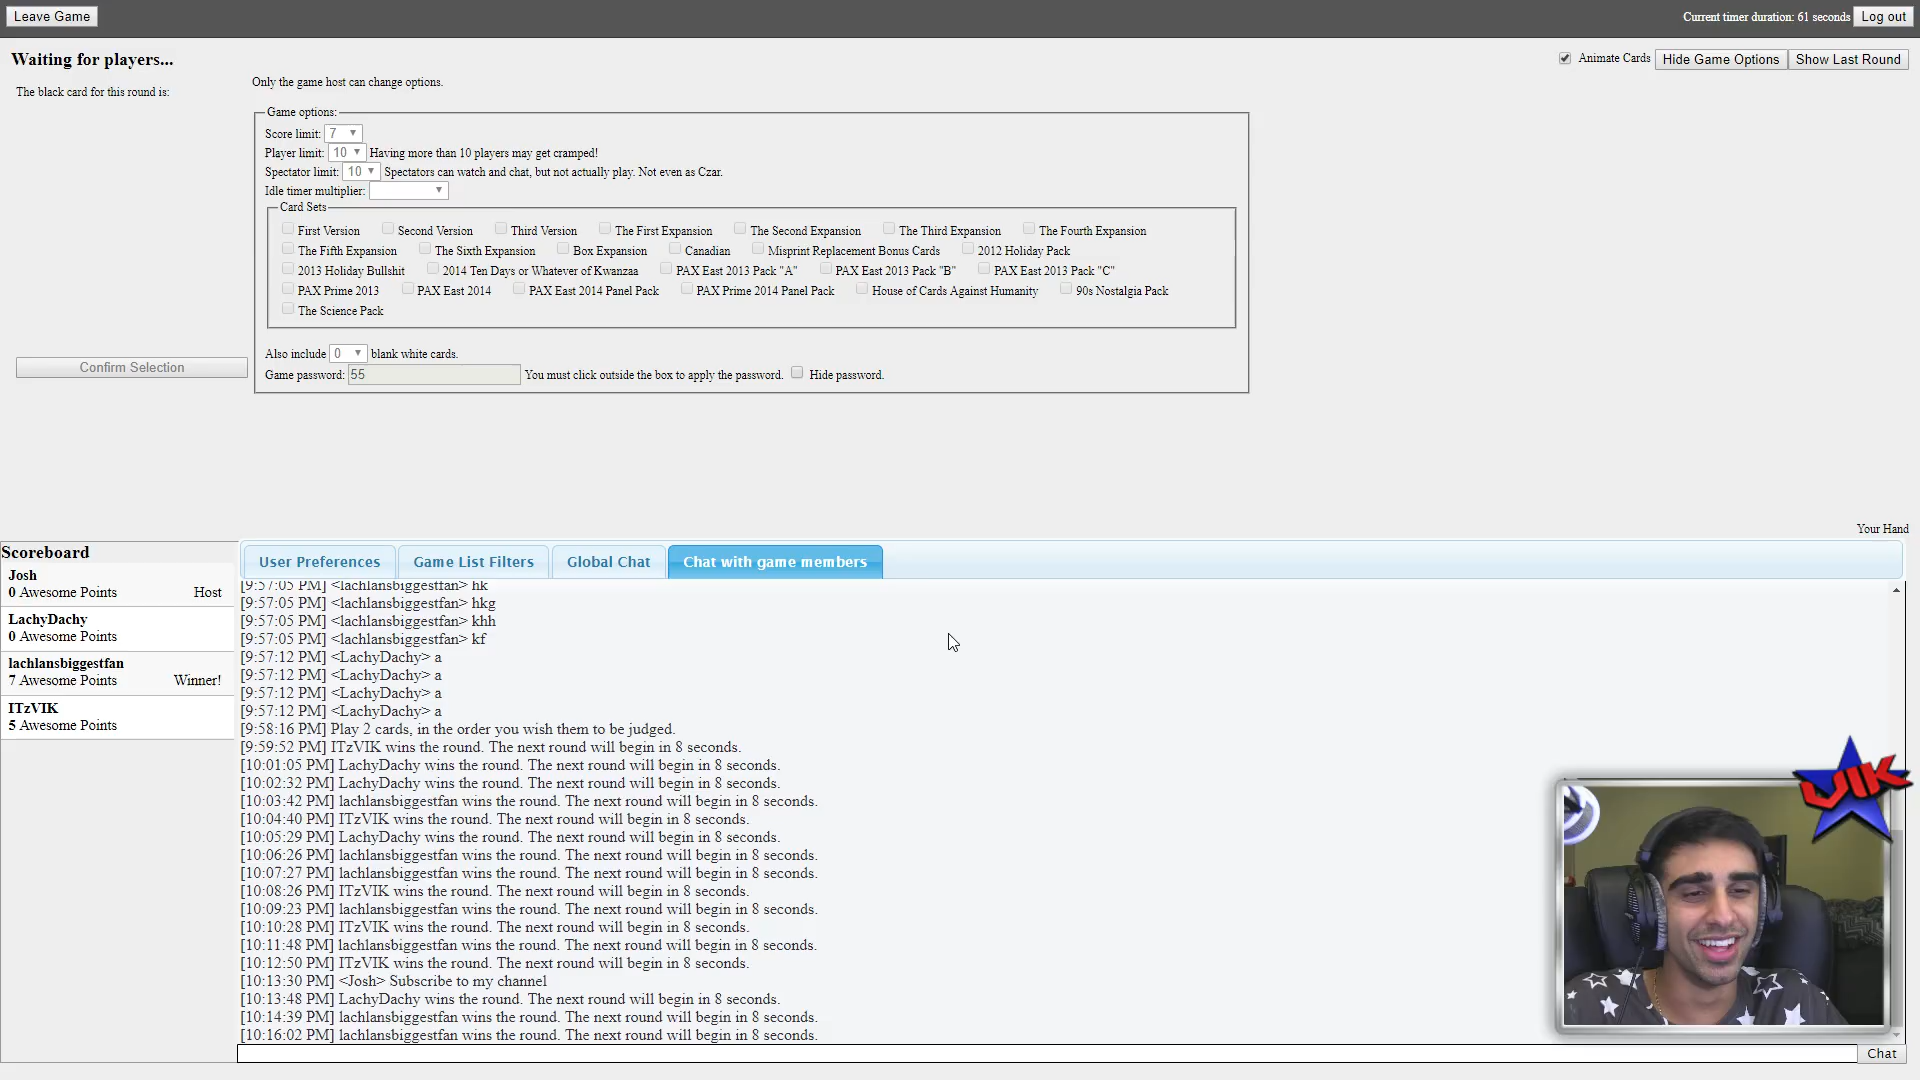 Leave Game
Current timer duration: 61 seconds Log out
Waiting for players...
Animate Cards Hide Game Options Show Last Round
The black card for this round is:
Only the game host can change options.
Game options:
Score limit: 7
Player limit: 10 Having more than 10 players may get cramped!
Spectator limit: 10 Spectators can watch and chat, but not actually play. Not even as Czar.
Idle timer multiplier:
Card Sets
First Version Second Version Third Version The First Expansion The Second Expansion The Third Expansion The Fourth Expansion
The Fifth Expansion The Sixth Expansion Box Expansion Canadian Misprint Replacement Bonus Cards 2012 Holiday Pack
2013 Holiday Bullshit 2014 Ten Days or Whatever of Kwanzaa PAX East 2013 Pack "A" PAX East 2013 Pack "B" PAX East 2013 Pack "C"
PAX Prime 2013 PAX East 2014 PAX East 2014 Panel Pack PAX Prime 2014 Panel Pack House of Cards Against Humanity 90s Nostalgia Pack
The Science Pack
Also include 0 blank white cards.
Game password: 55 You must click outside the box to apply the password. Hide password.
Confirm Selection
Your Hand
Scoreboard
Josh
0 Awesome Points Host
LachyDachy
0 Awesome Points
lachlansbiggestfan
7 Awesome Points Winner!
ITzVIK
5 Awesome Points
User Preferences Game List Filters Global Chat Chat with game members
[9:57:05 PM] <lachlansbiggestfan> hk
[9:57:05 PM] <lachlansbiggestfan> hkg
[9:57:05 PM] <lachlansbiggestfan> khh
[9:57:05 PM] <lachlansbiggestfan> kf
[9:57:12 PM] <LachyDachy> a
[9:57:12 PM] <LachyDachy> a
[9:57:12 PM] <LachyDachy> a
[9:57:12 PM] <LachyDachy> a
[9:58:16 PM] Play 2 cards, in the order you wish them to be judged.
[9:59:52 PM] ITzVIK wins the round. The next round will begin in 8 seconds.
[10:01:05 PM] LachyDachy wins the round. The next round will begin in 8 seconds.
[10:02:32 PM] LachyDachy wins the round. The next round will begin in 8 seconds.
[10:03:42 PM] lachlansbiggestfan wins the round. The next round will begin in 8 seconds.
[10:04:40 PM] ITzVIK wins the round. The next round will begin in 8 seconds.
[10:05:29 PM] LachyDachy wins the round. The next round will begin in 8 seconds.
[10:06:26 PM] lachlansbiggestfan wins the round. The next round will begin in 8 seconds.
[10:07:27 PM] lachlansbiggestfan wins the round. The next round will begin in 8 seconds.
[10:08:26 PM] ITzVIK wins the round. The next round will begin in 8 seconds.
[10:09:23 PM] lachlansbiggestfan wins the round. The next round will begin in 8 seconds.
[10:10:28 PM] ITzVIK wins the round. The next round will begin in 8 seconds.
[10:11:48 PM] lachlansbiggestfan wins the round. The next round will begin in 8 seconds.
[10:12:50 PM] ITzVIK wins the round. The next round will begin in 8 seconds.
[10:13:30 PM] <Josh> Subscribe to my channel
[10:13:48 PM] LachyDachy wins the round. The next round will begin in 8 seconds.
[10:14:39 PM] lachlansbiggestfan wins the round. The next round will begin in 8 seconds.
[10:16:02 PM] lachlansbiggestfan wins the round. The next round will begin in 8 seconds.
Chat
VIK